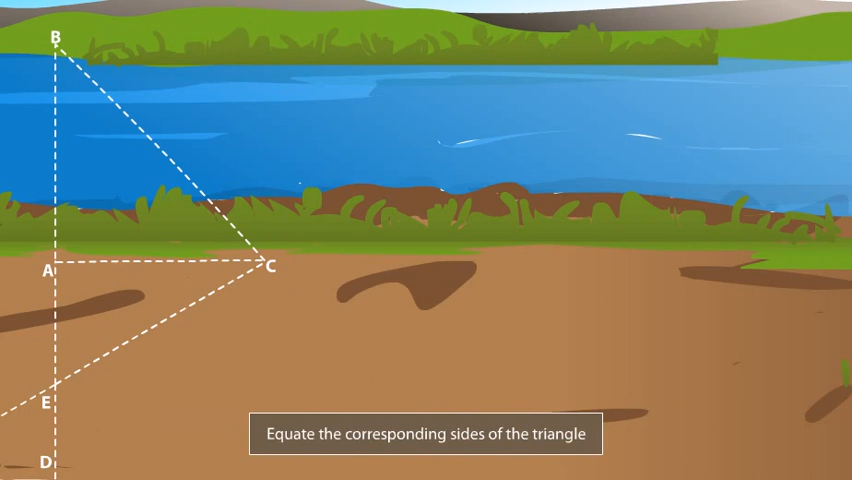 B
A
C
E
D
Equate the corresponding sides of the triangle